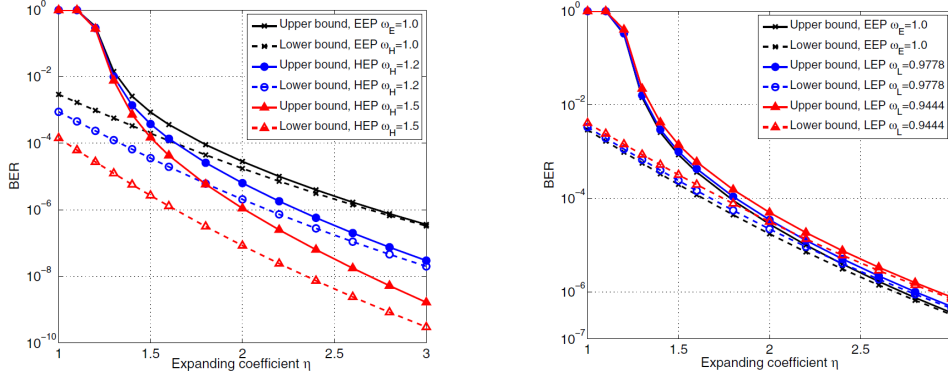 10^0
10^-2
10^-4
10^-6
10^-8
10^-10
BER
1
1.5
2
2.5
3
Expanding coefficient η
Upper bound, EEP ω_E=1.0
Lower bound, EEP ω_H=1.0
Upper bound, HEP ω_H=1.2
Lower bound, HEP ω_H=1.2
Upper bound, HEP ω_H=1.5
Lower bound, HEP ω_H=1.5
10^0
10^-2
10^-4
10^-6
10^-7
BER
1
1.5
2
2.5
Expanding coefficient η
Upper bound, EEP ω_E=1.0
Lower bound, EEP ω_E=1.0
Upper bound, LEP ω_L=0.9778
Lower bound, LEP ω_L=0.9778
Upper bound, LEP ω_L=0.9444
Lower bound, LEP ω_L=0.9444